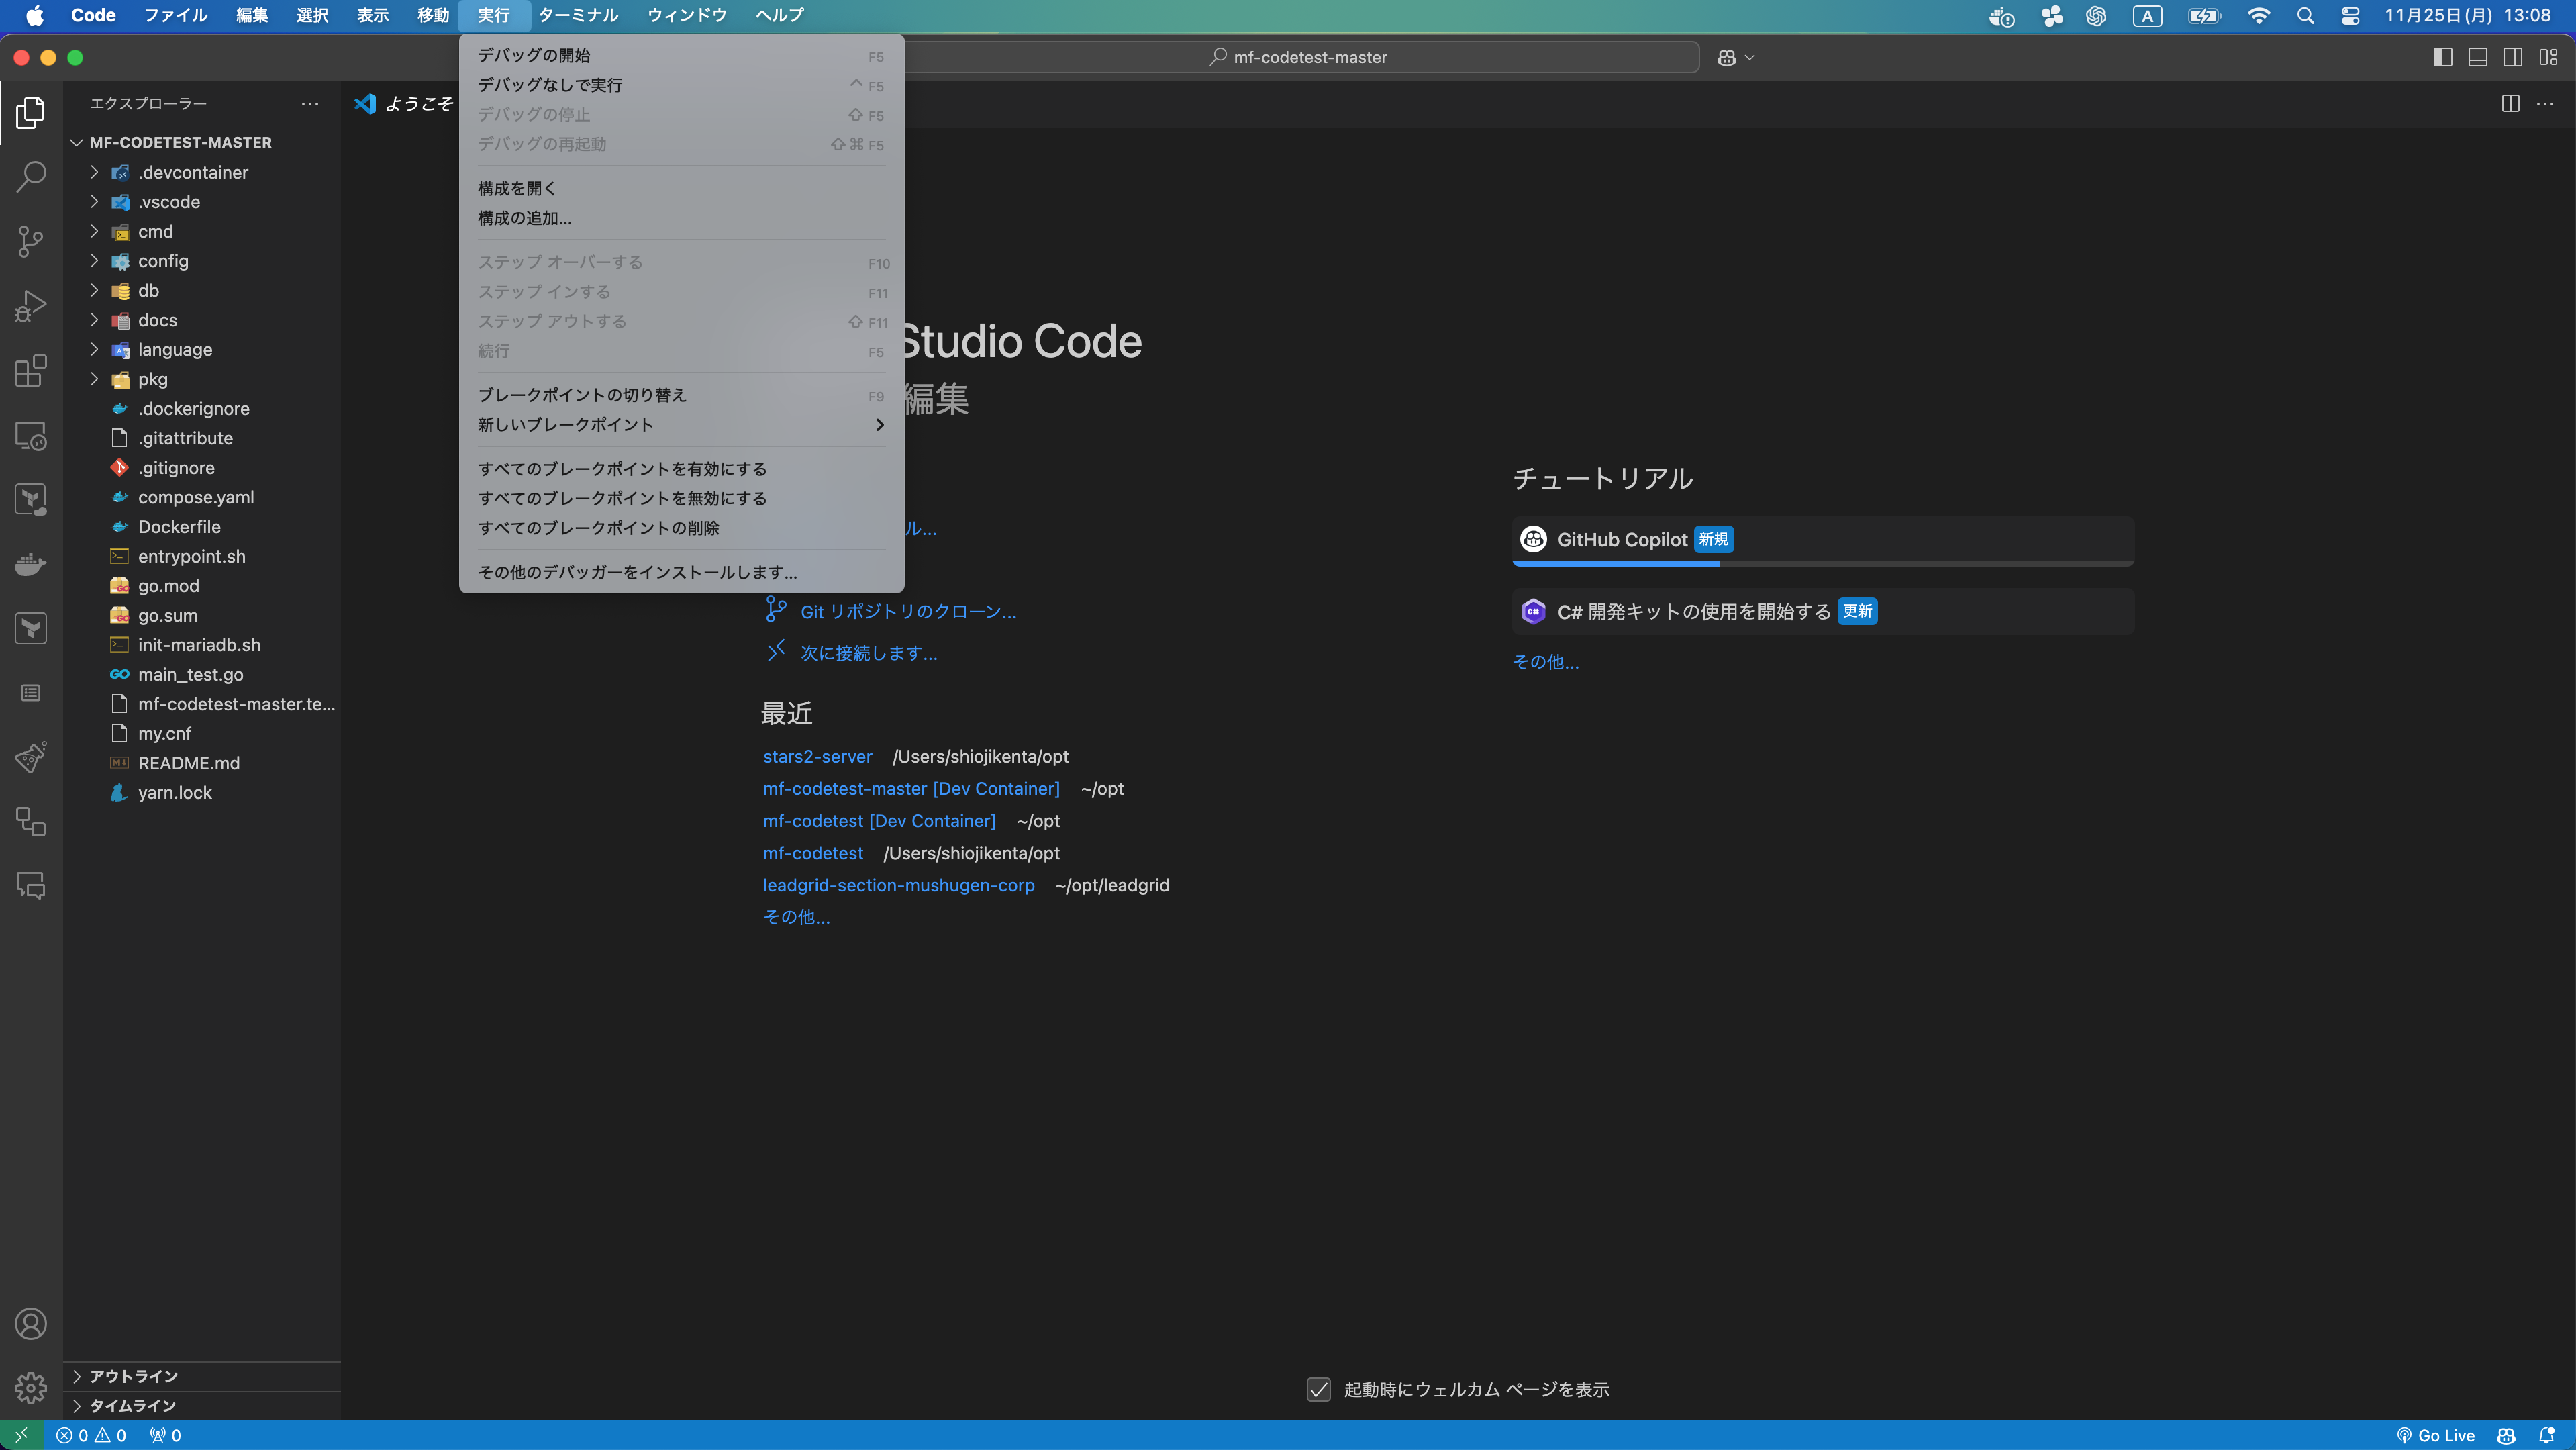 Code ファイル 編集 選択 表示 移動 実行 ターミナル ウィンドウ ヘルプ A 11月25日(月) 13:08
mf-codetest-master
エクスプローラー
ようこそ
MF-CODETEST-MASTER
.devcontainer
.vscode
cmd
config
db
docs
language
pkg
.dockerignore
.gitattribute
.gitignore
compose.yaml
Dockerfile
entrypoint.sh
go.mod
go.sum
init-mariadb.sh
main_test.go
mf-codetest-master.te...
my.cnf
README.md
yarn.lock
アウトライン
タイムライン
デバッグの開始 F5
デバッグなしで実行 ^ F5
デバッグの停止 ⇧ F5
デバッグの再起動 ⇧⌘ F5
構成を開く
構成の追加...
ステップ オーバーする F10
ステップ インする F11
ステップ アウトする ⇧ F11
続行 F5
ブレークポイントの切り替え F9
新しいブレークポイント
すべてのブレークポイントを有効にする
すべてのブレークポイントを無効にする
すべてのブレークポイントの削除
その他のデバッガーをインストールします...
Studio Code
編集
ル...
Git リポジトリのクローン...
次に接続します...
最近
stars2-server /Users/shiojikenta/opt
mf-codetest-master [Dev Container] ~/opt
mf-codetest [Dev Container] ~/opt
mf-codetest /Users/shiojikenta/opt
leadgrid-section-mushugen-corp ~/opt/leadgrid
その他...
チュートリアル
GitHub Copilot 新規
C# 開発キットの使用を開始する 更新
その他...
起動時にウェルカム ページを表示
0 0 0 Go Live